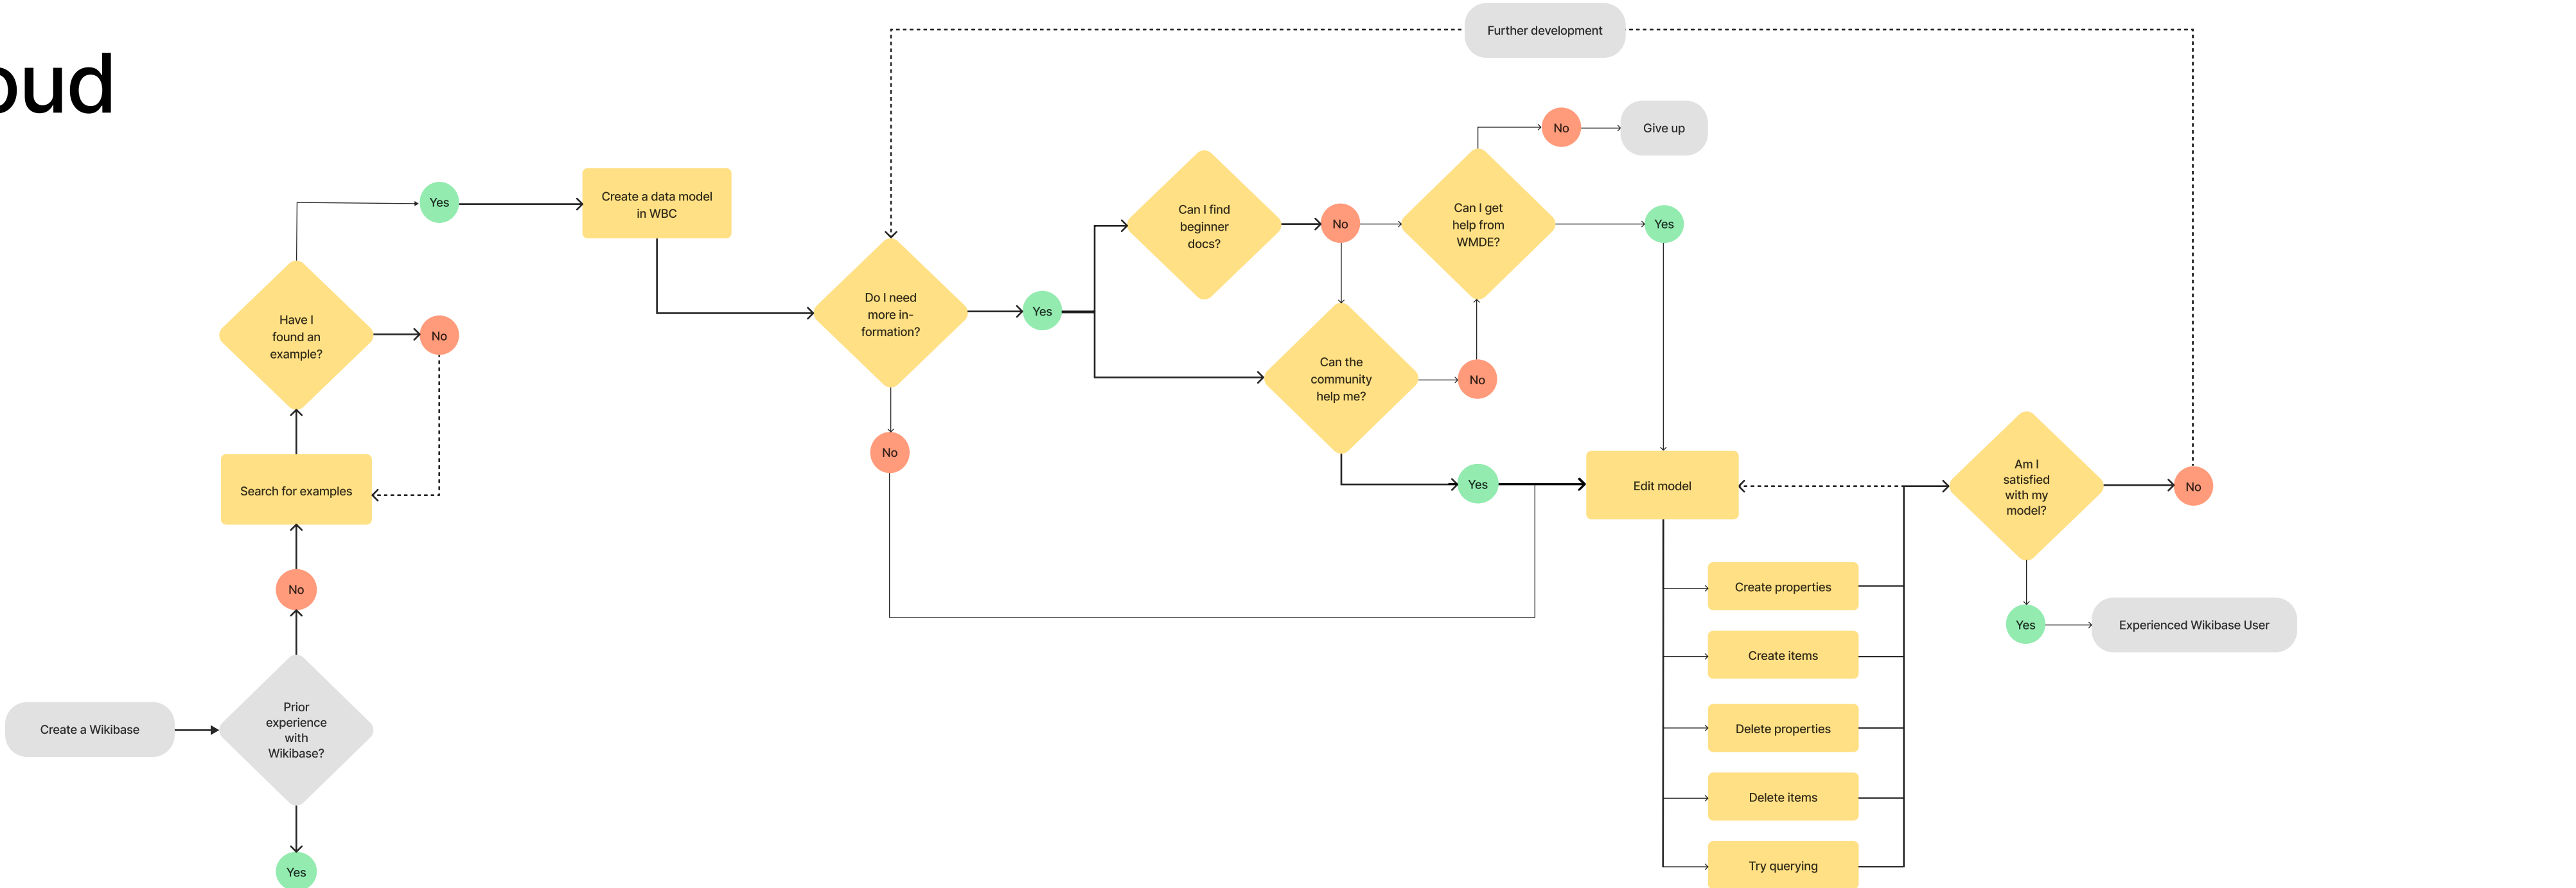 oud
Further development
No
Give up
Yes
Create a data model
in WBC
Can I find
beginner
docs?
No
Can I get
help from
WMDE?
Yes
Have I
found an
example?
No
Do I need
more in-
formation?
Yes
Can the
community
help me?
No
No
Yes
Edit model
Am I
satisfied
with my
model?
No
Search for examples
No
Create properties
Create items
Yes
Experienced Wikibase User
Create a Wikibase
Prior
experience
with
Wikibase?
Delete properties
Delete items
Yes
Try querying